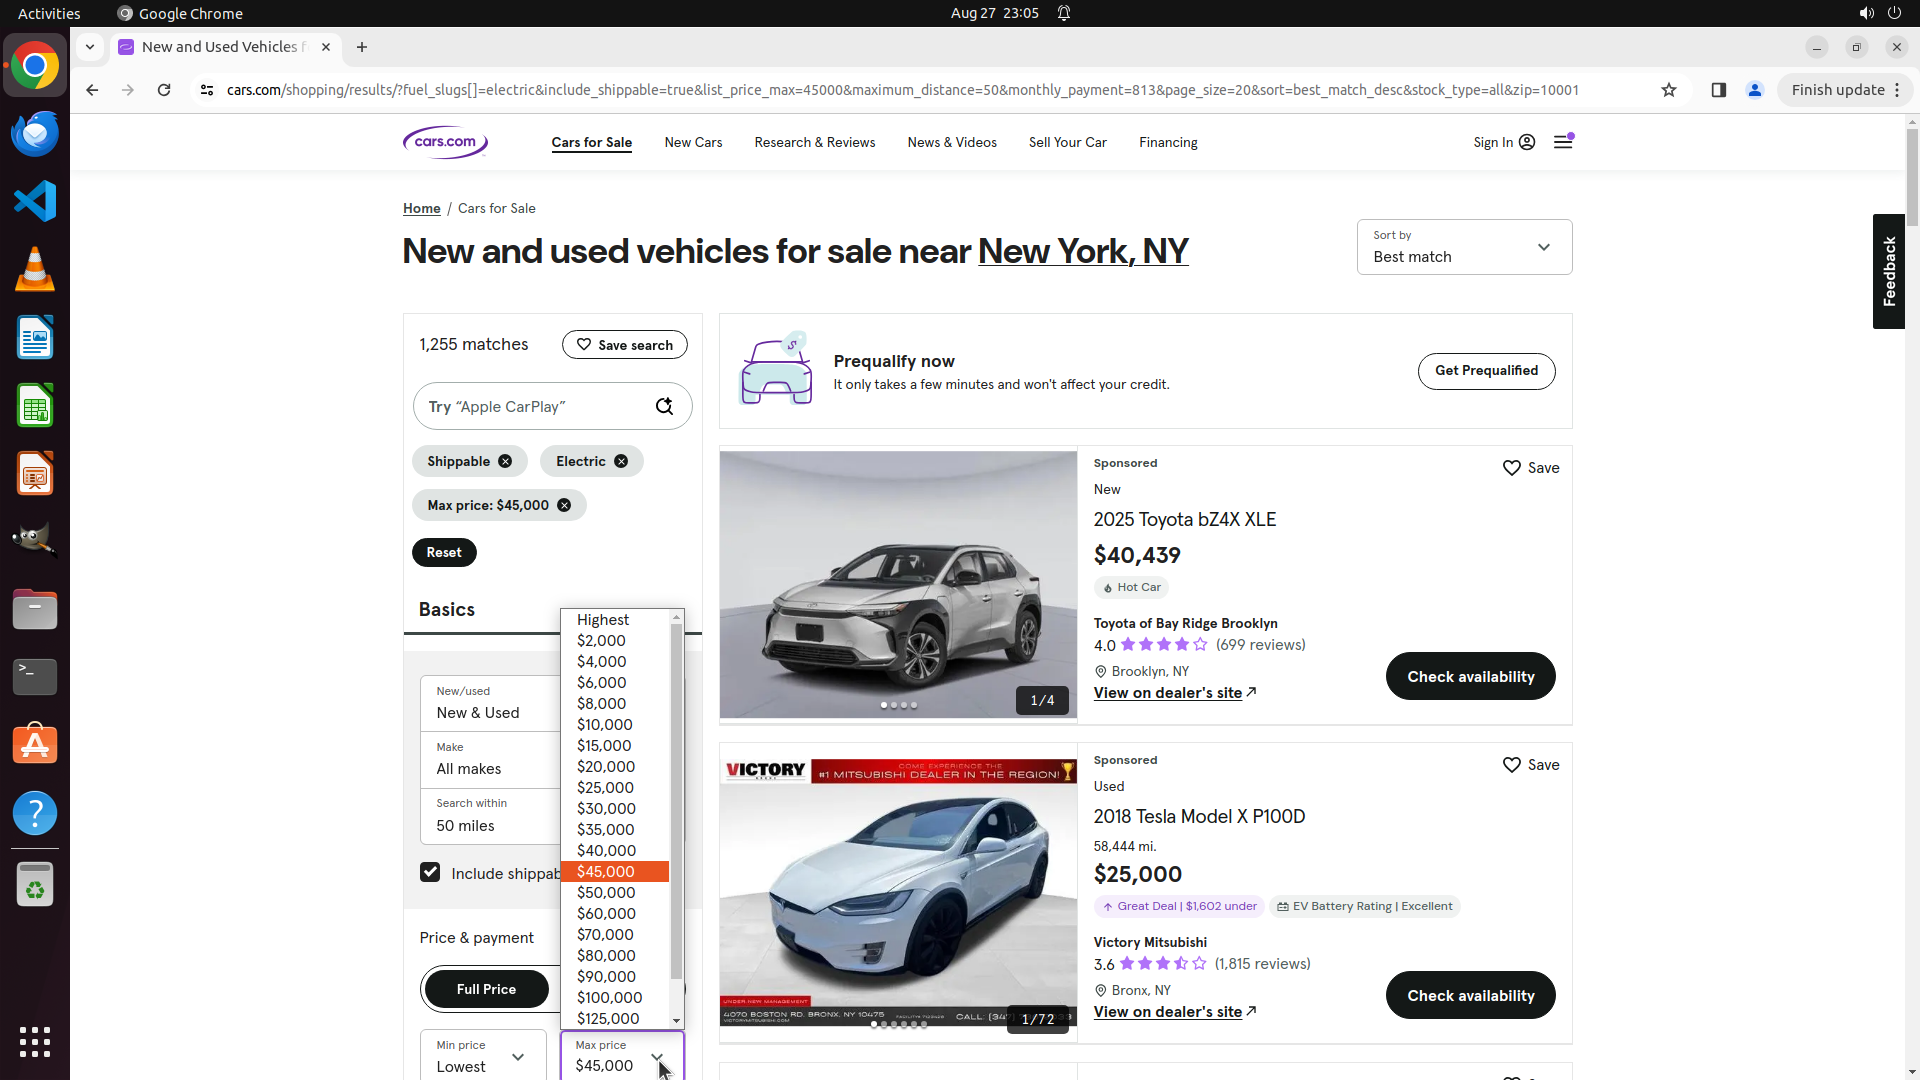 Activities
Google Chrome
Aug 27 23:05
New and Used Vehicles f
cars.com/shopping/results/?fuel_slugs[]=electric&include_shippable=true&list_price_max=45000&maximum_distance=50&monthly_payment=813&page_size=20&sort=best_match_desc&stock_type=all&zip=10001
Finish update
cars.com
Cars for Sale
New Cars
Research & Reviews
News & Videos
Sell Your Car
Financing
Sign In
Home / Cars for Sale
New and used vehicles for sale near New York, NY
Sort by
Best match
Feedback
1,255 matches
Save search
Try “Apple CarPlay”
Shippable
Electric
Max price: $45,000
Reset
Basics
New/used
New & Used
Make
All makes
Search within
50 miles
Include shippab
Price & payment
Full Price
Min price
Lowest
Highest
$2,000
$4,000
$6,000
$8,000
$10,000
$15,000
$20,000
$25,000
$30,000
$35,000
$40,000
$45,000
$50,000
$60,000
$70,000
$80,000
$90,000
$100,000
$125,000
Max price
$45,000
Prequalify now
It only takes a few minutes and won't affect your credit.
Get Prequalified
Sponsored
Save
New
2025 Toyota bZ4X XLE
$40,439
Hot Car
Toyota of Bay Ridge Brooklyn
4.0 (699 reviews)
Brooklyn, NY
View on dealer's site
Check availability
1/4
VICTORY
COME EXPERIENCE THE
#1 MITSUBISHI DEALER IN THE REGION!
UNDER NEW MANAGEMENT
4070 BOSTON RD. BRONX, NY 10475
1/72
Sponsored
Save
Used
2018 Tesla Model X P100D
58,444 mi.
$25,000
Great Deal | $1,602 under
EV Battery Rating | Excellent
Victory Mitsubishi
3.6 (1,815 reviews)
Bronx, NY
View on dealer's site
Check availability